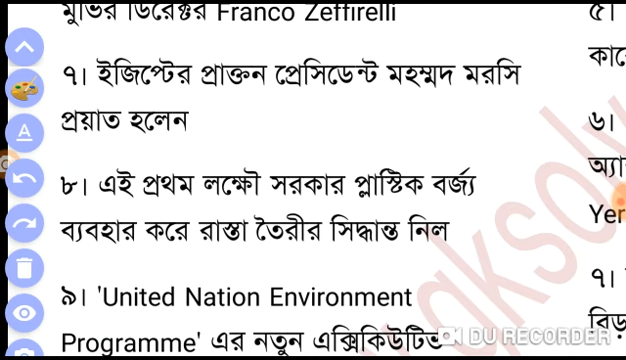 মুভির ডিরেক্টর Franco Zeffirelli
৭। ইজিপ্টের প্রাক্তন প্রেসিডেন্ট মহম্মদ মরসি
প্রয়াত হলেন
৮। এই প্রথম লক্ষ্ণৌ সরকার প্লাস্টিক বর্জ্য
ব্যবহার করে রাস্তা তৈরীর সিদ্ধান্ত নিল
৯। 'United Nation Environment
Programme' এর নতুন এক্সিকিউটিভ
৫।
৬।
৭।
DU RECORDER